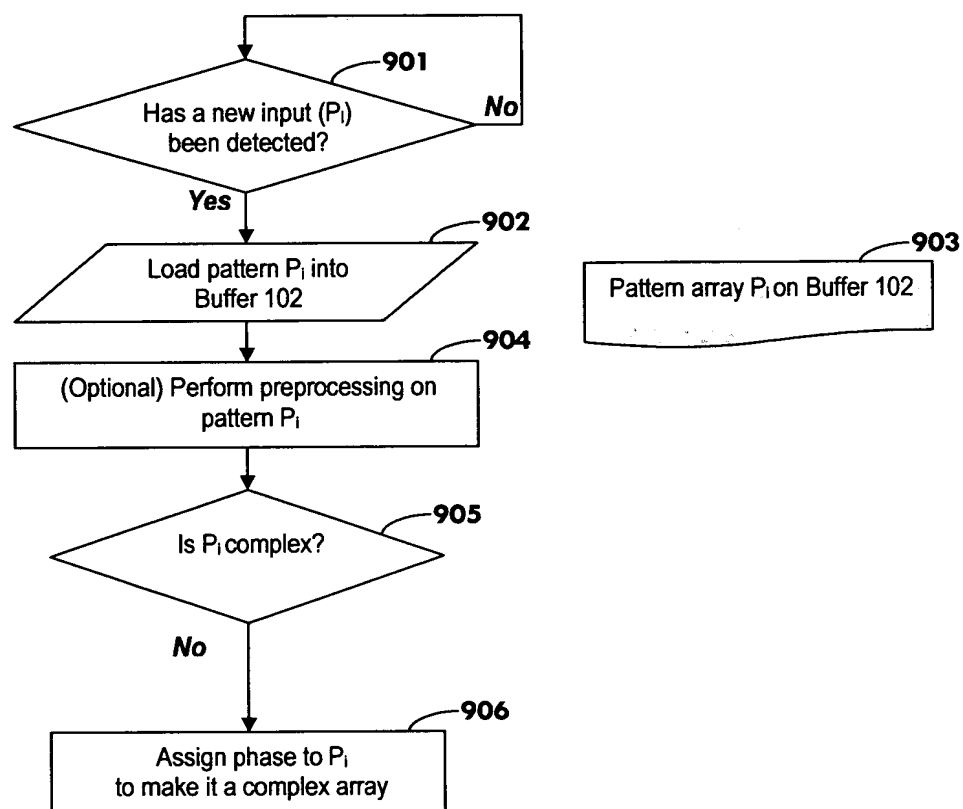 901
Has a new input (Pi)
been detected?
No
Yes
902
Load pattern Pi into
Buffer 102
903
Pattern array Pi on Buffer 102
904
(Optional) Perform preprocessing on
pattern Pi
905
Is Pi complex?
No
906
Assign phase to Pi
to make it a complex array